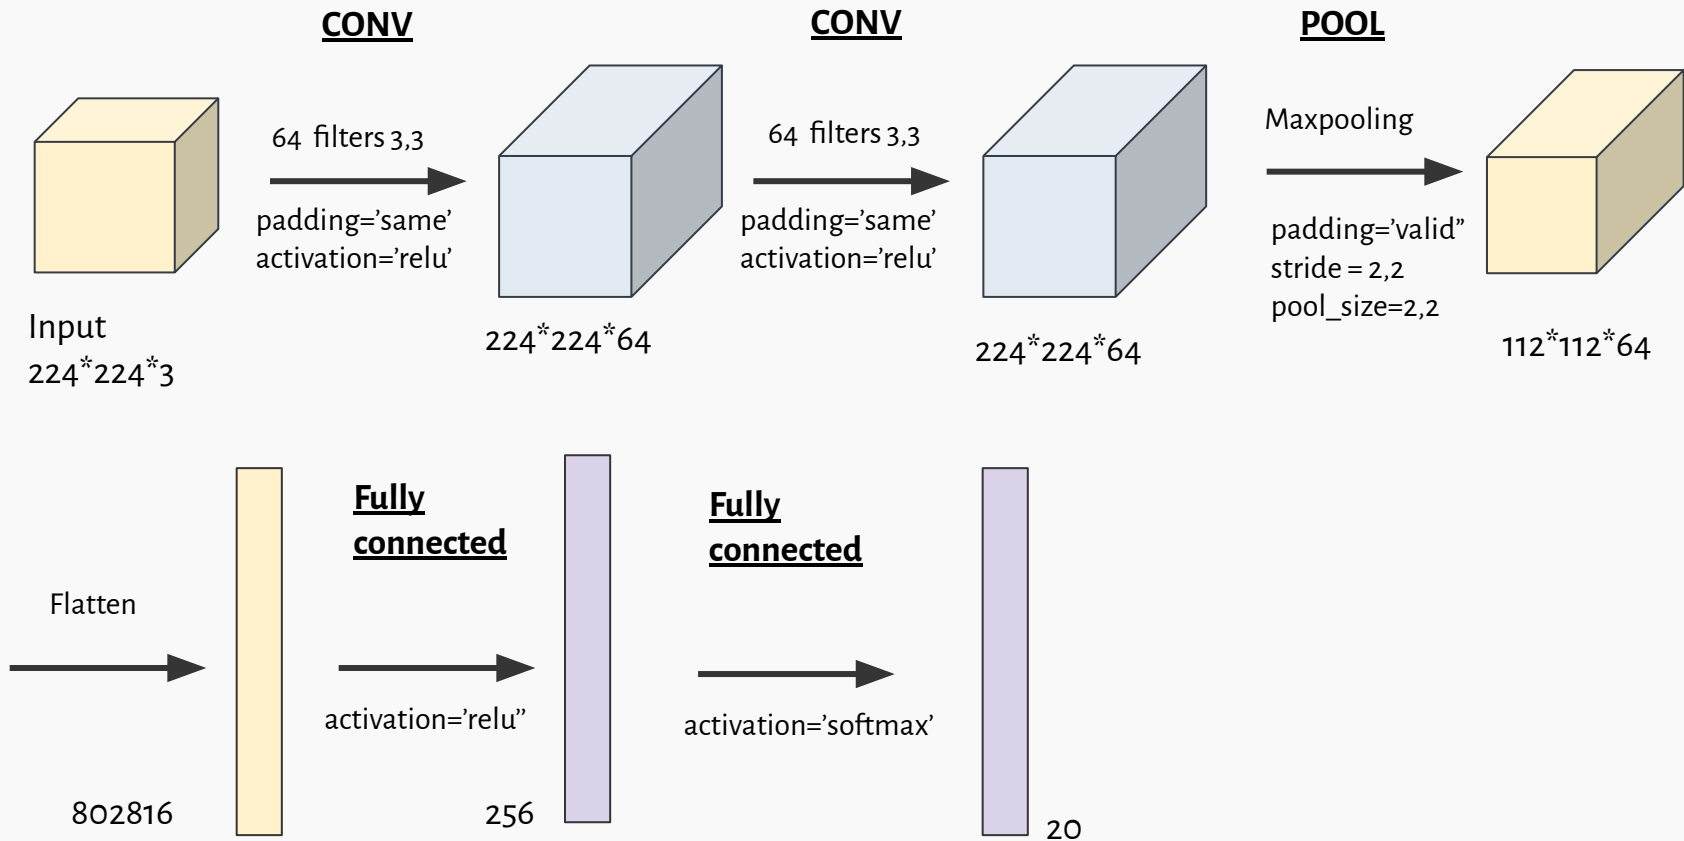 CONV
64 filters 3,3
padding=’same’
activation=’relu’
CONV
64 filters 3,3
padding=’same’
activation=’relu’
POOL
Maxpooling
padding=’valid”
stride = 2,2
pool_size=2,2
Input
224*224*3
224*224*64
224*224*64
112*112*64
Flatten
802816
Fully
connected
activation=’relu”
256
Fully
connected
activation=’softmax’
20